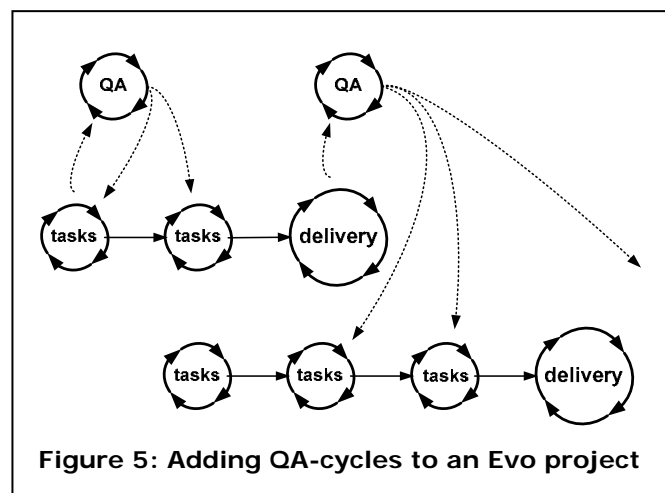 QA QA
tasks tasks delivery
tasks tasks tasks delivery
Figure 5: Adding QA-cycles to an Evo project